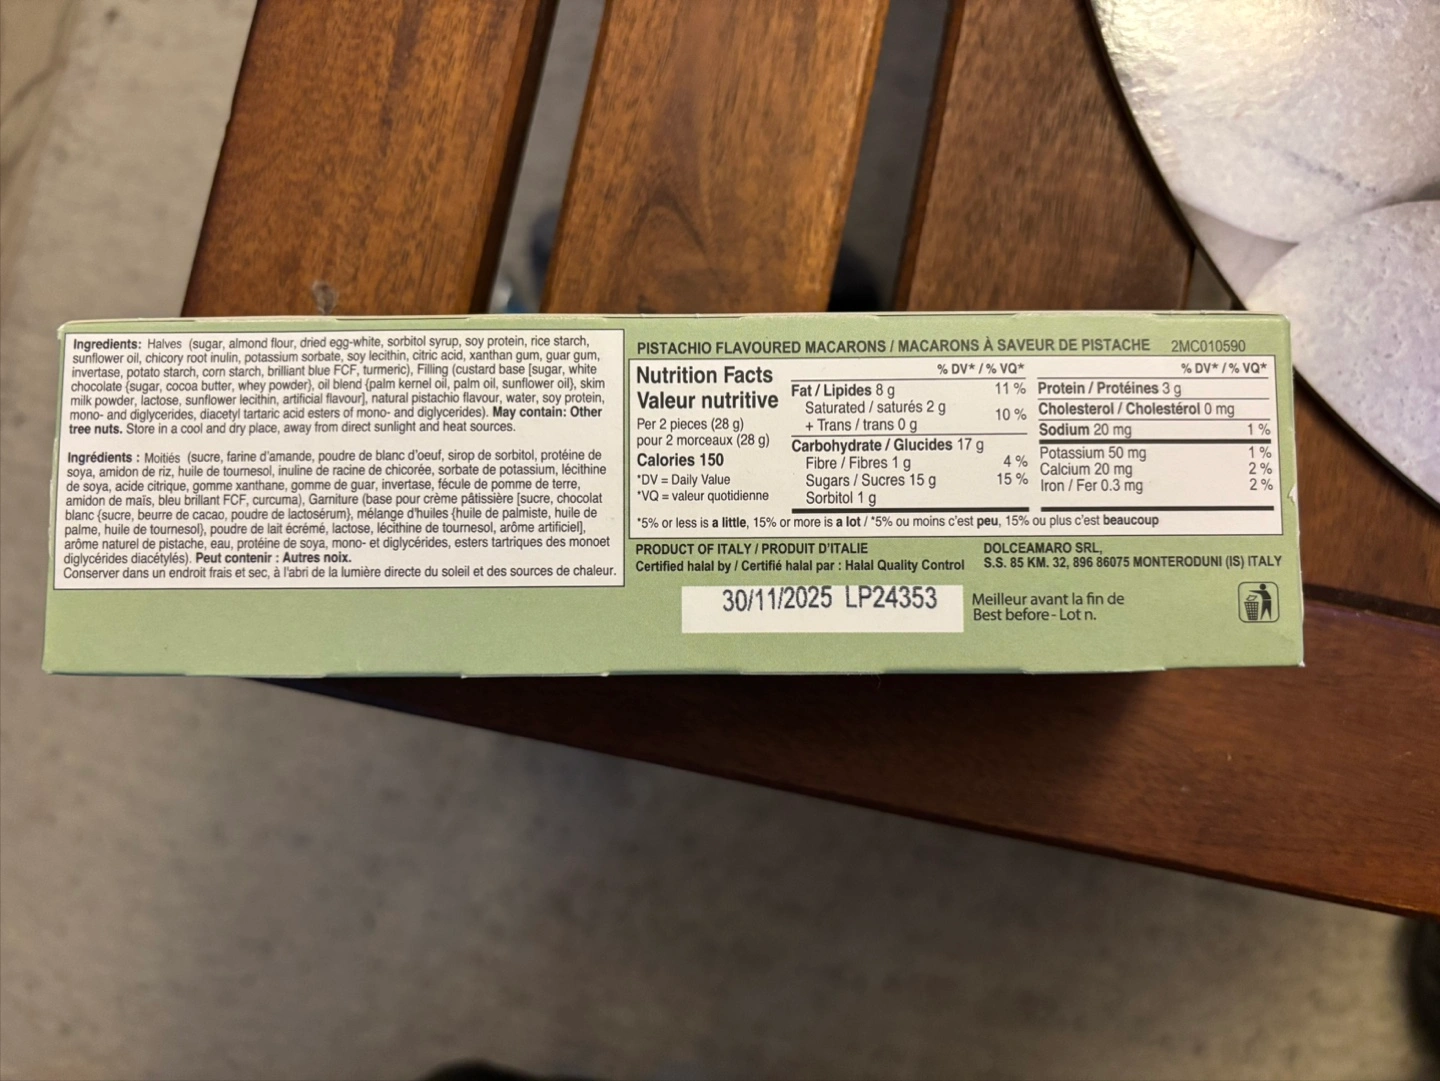 Ingredients: Halves (sugar, almond flour, dried egg-white, sorbitol syrup, soy protein, rice starch,
sunflower oil, chicory root inulin, potassium sorbate, soy lecithin, citric acid, xanthan gum, guar gum,
invertase, potato starch, corn starch, brilliant blue FCF, turmeric), Filling (custard base [sugar, white
chocolate {sugar, cocoa butter, whey powder}, oil blend {palm kernel oil, palm oil, sunflower oil}, skim
milk powder, lactose, sunflower lecithin, artificial flavour], natural pistachio flavour, water, soy protein,
mono- and diglycerides, diacetyl tartaric acid esters of mono- and diglycerides). May contain: Other
tree nuts. Store in a cool and dry place, away from direct sunlight and heat sources.
Ingrédients : Moitiés (sucre, farine d'amande, poudre de blanc d'oeuf, sirop de sorbitol, protéine de
soya, amidon de riz, huile de tournesol, inuline de racine de chicorée, sorbate de potassium, lécithine
de soya, acide citrique, gomme xanthane, gomme de guar, invertase, fécule de pomme de terre,
amidon de maïs, bleu brillant FCF, curcuma), Garniture (base pour crème pâtissière [sucre, chocolat
blanc {sucre, beurre de cacao, poudre de lactosérum}, mélange d'huiles {huile de palmiste, huile de
palme, huile de tournesol}, poudre de lait écrémé, lactose, lécithine de tournesol, arôme artificiel],
arôme naturel de pistache, eau, protéine de soya, mono- et diglycérides, esters tartriques des monoet
diglycérides diacétylés). Peut contenir : Autres noix.
Conserver dans un endroit frais et sec, à l'abri de la lumière directe du soleil et des sources de chaleur.
PISTACHIO FLAVOURED MACARONS / MACARONS À SAVEUR DE PISTACHE 2MC010590
Nutrition Facts
Valeur nutritive
Per 2 pieces (28 g)
pour 2 morceaux (28 g)
Calories 150
*DV = Daily Value
*VQ = valeur quotidienne
% DV* / % VQ*
Fat / Lipides 8 g 11 %
Saturated / saturés 2 g
+ Trans / trans 0 g 10 %
Carbohydrate / Glucides 17 g
Fibre / Fibres 1 g 4 %
Sugars / Sucres 15 g 15 %
Sorbitol 1 g
% DV* / % VQ*
Protein / Protéines 3 g
Cholesterol / Cholestérol 0 mg
Sodium 20 mg 1 %
Potassium 50 mg 1 %
Calcium 20 mg 2 %
Iron / Fer 0.3 mg 2 %
*5% or less is a little, 15% or more is a lot / *5% ou moins c'est peu, 15% ou plus c'est beaucoup
PRODUCT OF ITALY / PRODUIT D'ITALIE
Certified halal by / Certifié halal par : Halal Quality Control
DOLCEAMARO SRL,
S.S. 85 KM. 32, 896 86075 MONTERODUNI (IS) ITALY
30/11/2025 LP24353
Meilleur avant la fin de
Best before - Lot n.